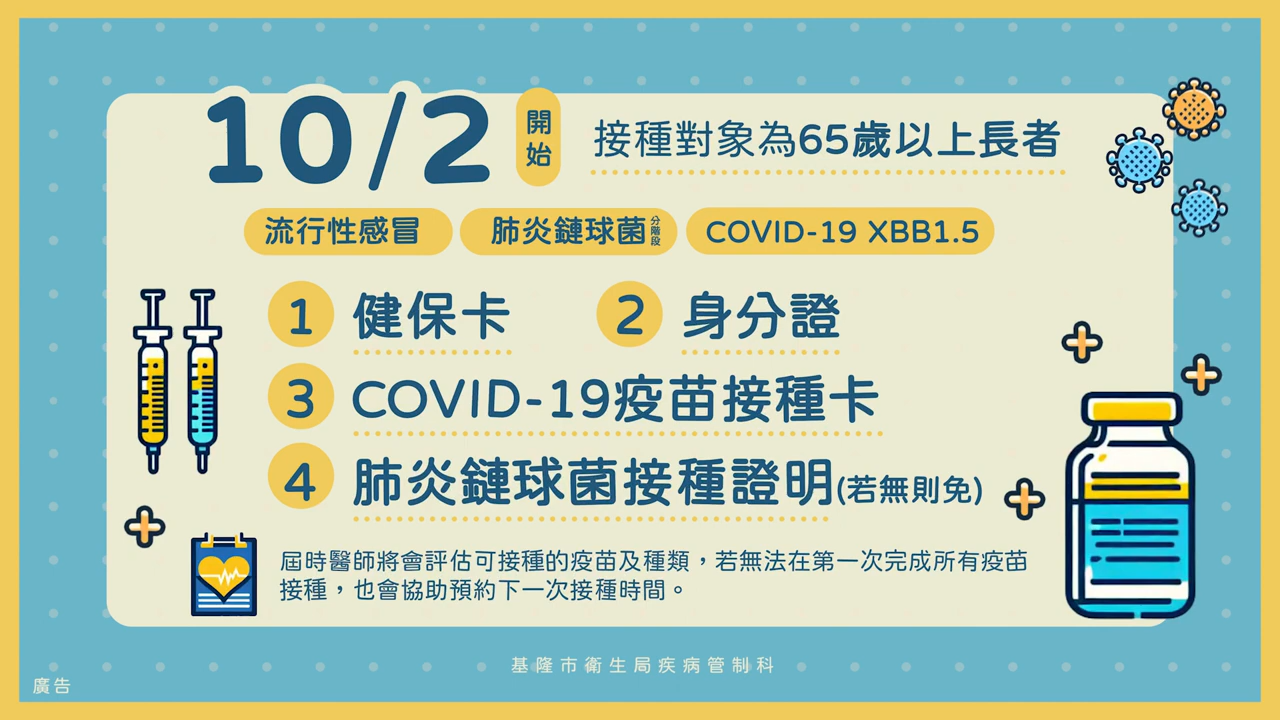 10/2 開始 接種對象為65歲以上長者
流行性感冒 肺炎鏈球菌分階段 COVID-19 XBB1.5
1 健保卡 2 身分證
3 COVID-19疫苗接種卡
4 肺炎鏈球菌接種證明(若無則免)
屆時醫師將會評估可接種的疫苗及種類，若無法在第一次完成所有疫苗
接種，也會協助預約下一次接種時間。
基隆市衛生局疾病管制科
廣告